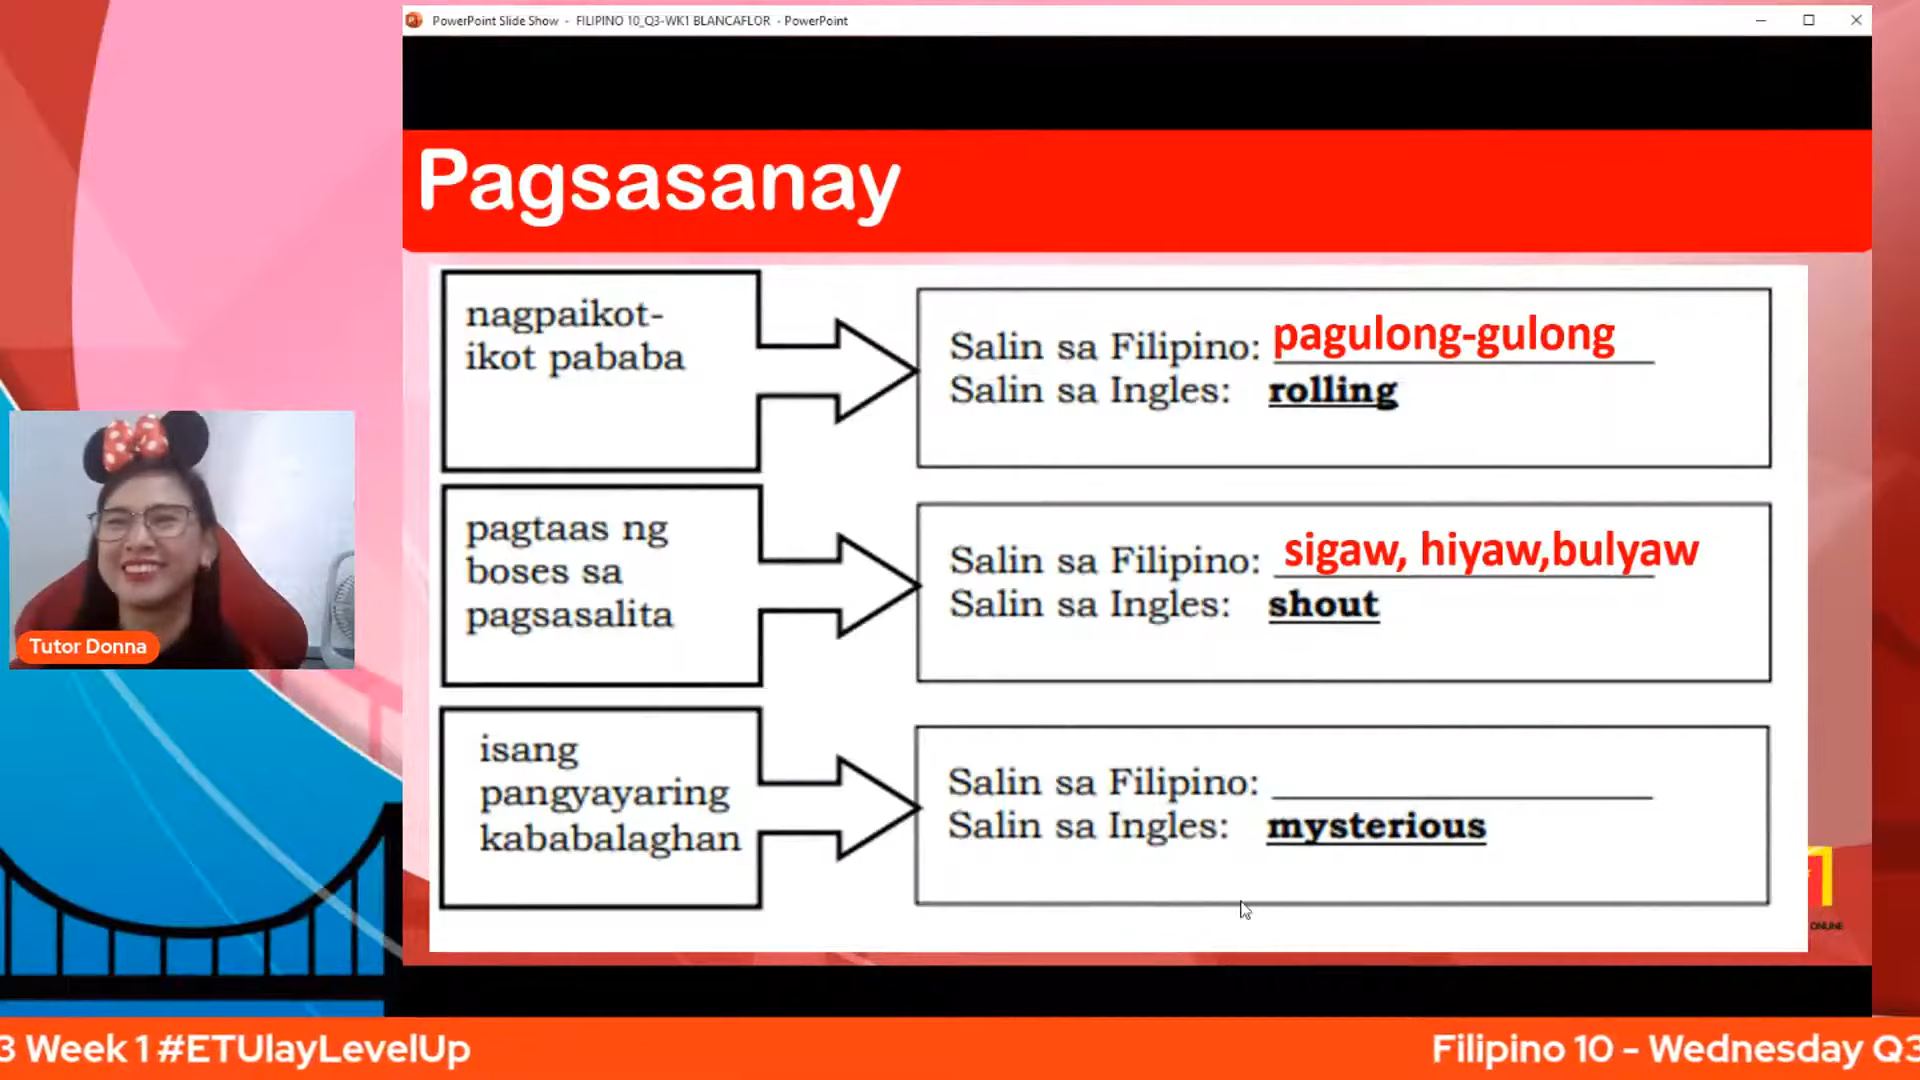 PowerPoint Slide Show - FILIPINO 10_Q3-WK1 BLANCAFLOR - PowerPoint
Pagsasanay
nagpaikot-
ikot pababa
Salin sa Filipino: pagulong-gulong
Salin sa Ingles: rolling
pagtaas ng
boses sa
pagsasalita
Salin sa Filipino: sigaw, hiyaw,bulyaw
Salin sa Ingles: shout
isang
pangyayaring
kababalaghan
Salin sa Filipino:
Salin sa Ingles: mysterious
Tutor Donna
ONLINE
3 Week 1 #ETUlayLevelUp
Filipino 10 - Wednesday Q3